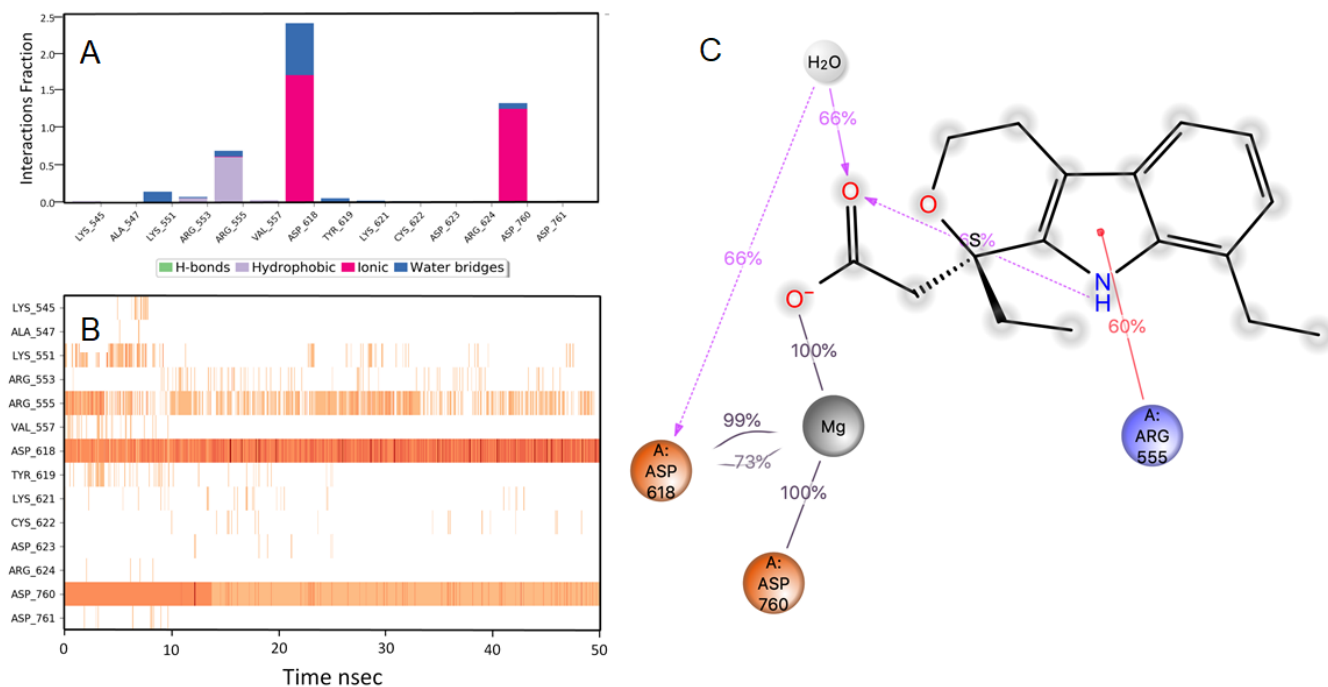 A
Interactions Fraction
2.5
2.0
1.5
1.0
0.5
0.0
LYS_545
ALA_547
LYS_551
ARG_553
ARG_555
VAL_557
ASP_618
TYR_619
LYS_621
CYS_622
ASP_623
ARG_624
ASP_760
ASP_761
H-bonds Hydrophobic Ionic Water bridges
B
LYS_545
ALA_547
LYS_551
ARG_553
ARG_555
VAL_557
ASP_618
TYR_619
LYS_621
CYS_622
ASP_623
ARG_624
ASP_760
ASP_761
0 10 20 30 40 50
Time nsec
C
H₂O
66%
O
O
S
66%
O⁻
N
H
60%
100%
99%
Mg
73%
A:
ASP
618
A:
ARG
555
100%
A:
ASP
760